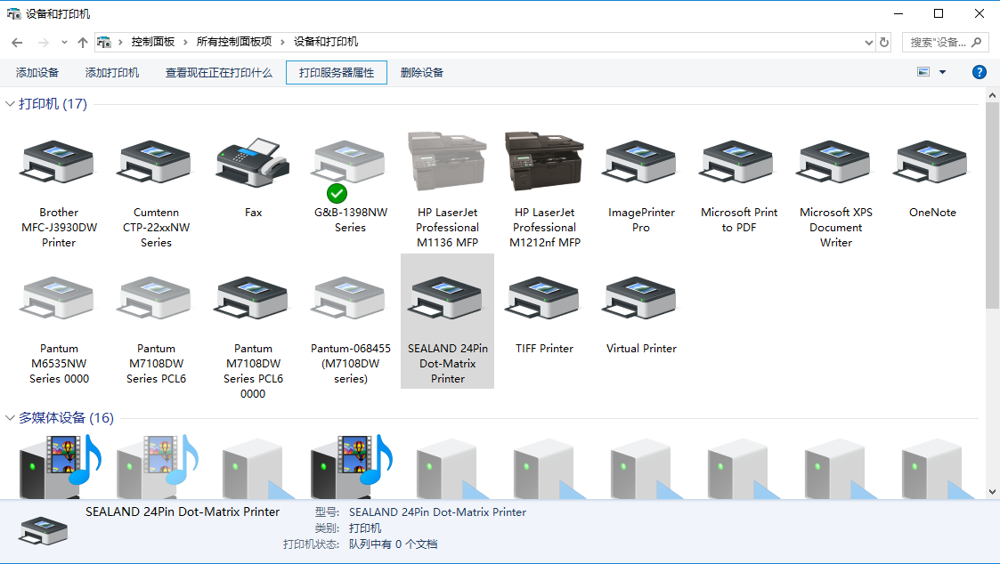 设备和打印机
控制面板 › 所有控制面板项 › 设备和打印机
搜索"设备...
添加设备 添加打印机 查看现在正在打印什么 打印服务器属性 删除设备
打印机 (17)
Brother
MFC-J3930DW
Printer
Cumtenn
CTP-22xxNW
Series
Fax
G&B-1398NW
Series
HP LaserJet
Professional
M1136 MFP
HP LaserJet
Professional
M1212nf MFP
ImagePrinter
Pro
Microsoft Print
to PDF
Microsoft XPS
Document
Writer
OneNote
Pantum
M6535NW
Series 0000
Pantum
M7108DW
Series PCL6
Pantum
M7108DW
Series PCL6
0000
Pantum-068455
(M7108DW
series)
SEALAND 24Pin
Dot-Matrix
Printer
TIFF Printer
Virtual Printer
多媒体设备 (16)
SEALAND 24Pin Dot-Matrix Printer
型号: SEALAND 24Pin Dot-Matrix Printer
类别: 打印机
打印机状态: 队列中有 0 个文档